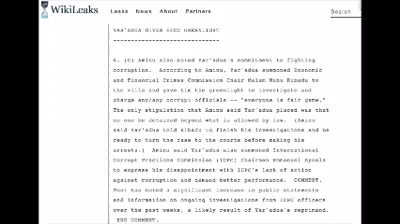 WikiLeaks Leaks News About Partners Search
YAR'ADUA GIVES EFCC GREENLIGHT
------------------------------
6. (C) Aminu also noted Yar'adua's commitment to fighting
corruption. According to Aminu, Yar'adua summoned Economic
and Financial Crimes Commission Chair Malam Nuhu Ribadu to
the villa and gave him the greenlight to investigate and
charge any/any corrupt officials -- "everyone is fair game."
The only stipulation that Aminu said Yar'adua placed was that
no one be detained beyond what is allowed by law. (Aminu
said Yar'adua told Ribadu to finish his investigations and be
ready to turn the case to the courts before making his
arrests.) Aminu said Yar'adua also summoned International
Corrupt Practices Commission (ICPC) Chairman Emmanuel Ayoola
to express his disappointment with ICPC's lack of action
against corruption and demand better performance. COMMENT.
Post has noted a significant increase in public statements
and information on ongoing investigations from ICPC officers
over the past weeks, a likely result of Yar'adua's reprimand.
END COMMENT.